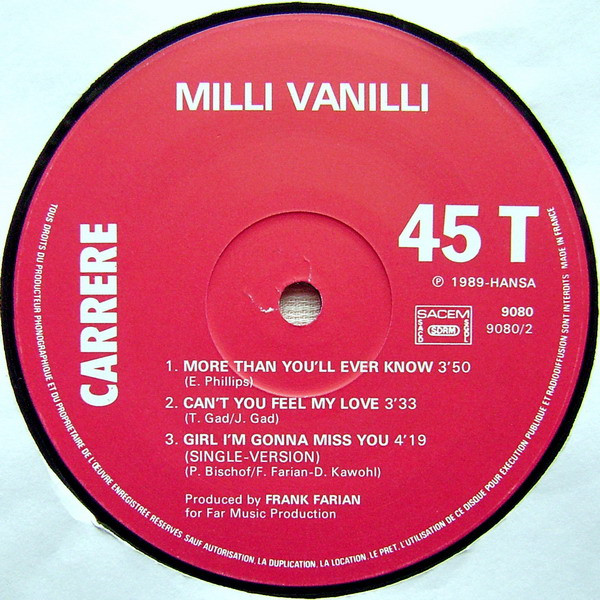 MILLI VANILLI
CARRERE
45 T
℗ 1989-HANSA
SACEM
SACD
SDRM
SGDL
9080
9080/2
1. MORE THAN YOU'LL EVER KNOW 3'50
(E. Phillips)
2. CAN'T YOU FEEL MY LOVE 3'33
(T. Gad/J. Gad)
3. GIRL I'M GONNA MISS YOU 4'19
(SINGLE-VERSION)
(P. Bischof/F. Farian-D. Kawohl)
Produced by FRANK FARIAN
for Far Music Production
TOUS DROITS DU PRODUCTEUR PHONOGRAPHIQUE ET DU PROPRIETAIRE DE L'ŒUVRE ENREGISTREE RESERVES SAUF AUTORISATION, LA DUPLICATION, LA LOCATION, LE PRET, L'UTILISATION DE CE DISQUE POUR EXECUTION PUBLIQUE ET RADIODIFFUSION SONT INTERDITS MADE IN FRANCE